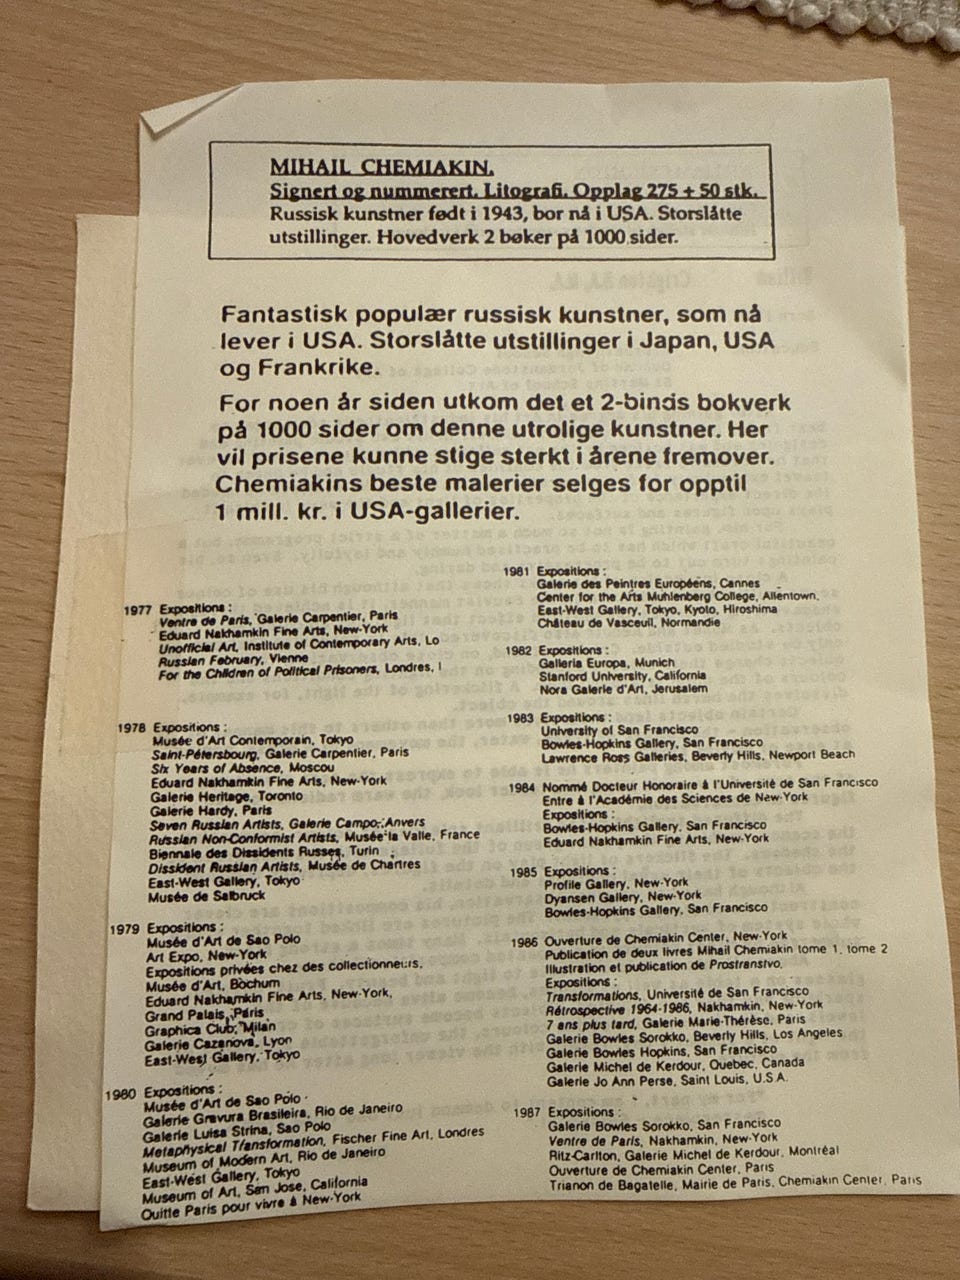 MIHAIL CHEMIAKIN.
Signert og nummerert. Litografi. Opplag 275 + 50 stk.
Russisk kunstner født i 1943, bor nå i USA. Storslåtte
utstillinger. Hovedverk 2 bøker på 1000 sider.
Fantastisk populær russisk kunstner, som nå
lever i USA. Storslåtte utstillinger i Japan, USA
og Frankrike.
For noen år siden utkom det et 2-binds bokverk
på 1000 sider om denne utrolige kunstner. Her
vil prisene kunne stige sterkt i årene fremover.
Chemiakins beste malerier selges for opptil
1 mill. kr. i USA-gallerier.
1977 Expositions :
Ventre de Paris, Galerie Carpentier, Paris
Eduard Nakhamkin Fine Arts, New-York
Unofficial Art, Institute of Contemporary Arts, Lo
Russian February, Vienne
For the Children of Political Prisoners, Londres, I
1978 Expositions :
Musée d'Art Contemporain, Tokyo
Saint-Pétersbourg, Galerie Carpentier, Paris
Six Years of Absence, Moscou
Eduard Nakhamkin Fine Arts, New-York
Galerie Heritage, Toronto
Galerie Hardy, Paris
Seven Russian Artists, Galerie Campo, Anvers
Russian Non-Conformist Artists, Musée la Valle, France
Biennale des Dissidents Russes, Turin
Dissident Russian Artists, Musée de Chartres
East-West Gallery, Tokyo
Musée de Salbruck
1979 Expositions :
Musée d'Art de Sao Polo
Art Expo, New-York
Expositions privées chez des collectionneurs,
Musée d'Art, Bochum
Eduard Nakhamkin Fine Arts, New-York,
Grand Palais, Paris
Graphica Club, Milan
Galerie Cazanova, Lyon
East-West Gallery, Tokyo
1980 Expositions :
Musée d'Art de Sao Polo
Galerie Gravura Brasileira, Rio de Janeiro
Galerie Luisa Strina, Sao Polo
Metaphysical Transformation, Fischer Fine Art, Londres
Museum of Modern Art, Rio de Janeiro
East-West Gallery, Tokyo
Museum of Art, San Jose, California
Quitte Paris pour vivre à New-York
1981 Expositions :
Galerie des Peintres Européens, Cannes
Center for the Arts Muhlenberg College, Allentown,
East-West Gallery, Tokyo, Kyoto, Hiroshima
Château de Vasceuil, Normandie
1982 Expositions :
Galleria Europa, Munich
Stanford University, California
Nora Galerie d'Art, Jerusalem
1983 Expositions :
University of San Francisco
Bowles-Hopkins Gallery, San Francisco
Lawrence Ross Galleries, Beverly Hills, Newport Beach
1984 Nommé Docteur Honoraire à l'Université de San Francisco
Entre à l'Académie des Sciences de New-York
Expositions :
Bowles-Hopkins Gallery, San Francisco
Eduard Nakhamkin Fine Arts, New-York
1985 Expositions :
Profile Gallery, New-York
Dyansen Gallery, New-York
Bowles-Hopkins Gallery, San Francisco
1986 Ouverture de Chemiakin Center, New-York
Publication de deux livres Mihail Chemiakin tome 1, tome 2
Illustration et publication de Prostranstvo,
Expositions :
Transformations, Université de San Francisco
Rétrospective 1964-1986, Nakhamkin, New-York
7 ans plus tard, Galerie Marie-Thérèse, Paris
Galerie Bowles Sorokko, Beverly Hills, Los Angeles
Galerie Bowles Hopkins, San Francisco
Galerie Michel de Kerdour, Quebec, Canada
Galerie Jo Ann Perse, Saint Louis, U.S.A.
1987 Expositions :
Galerie Bowles Sorokko, San Francisco
Ventre de Paris, Nakhamkin, New-York
Ritz-Carlton, Galerie Michel de Kerdour, Montréal
Ouverture de Chemiakin Center, Paris
Trianon de Bagatelle, Mairie de Paris, Chemiakin Center, Paris